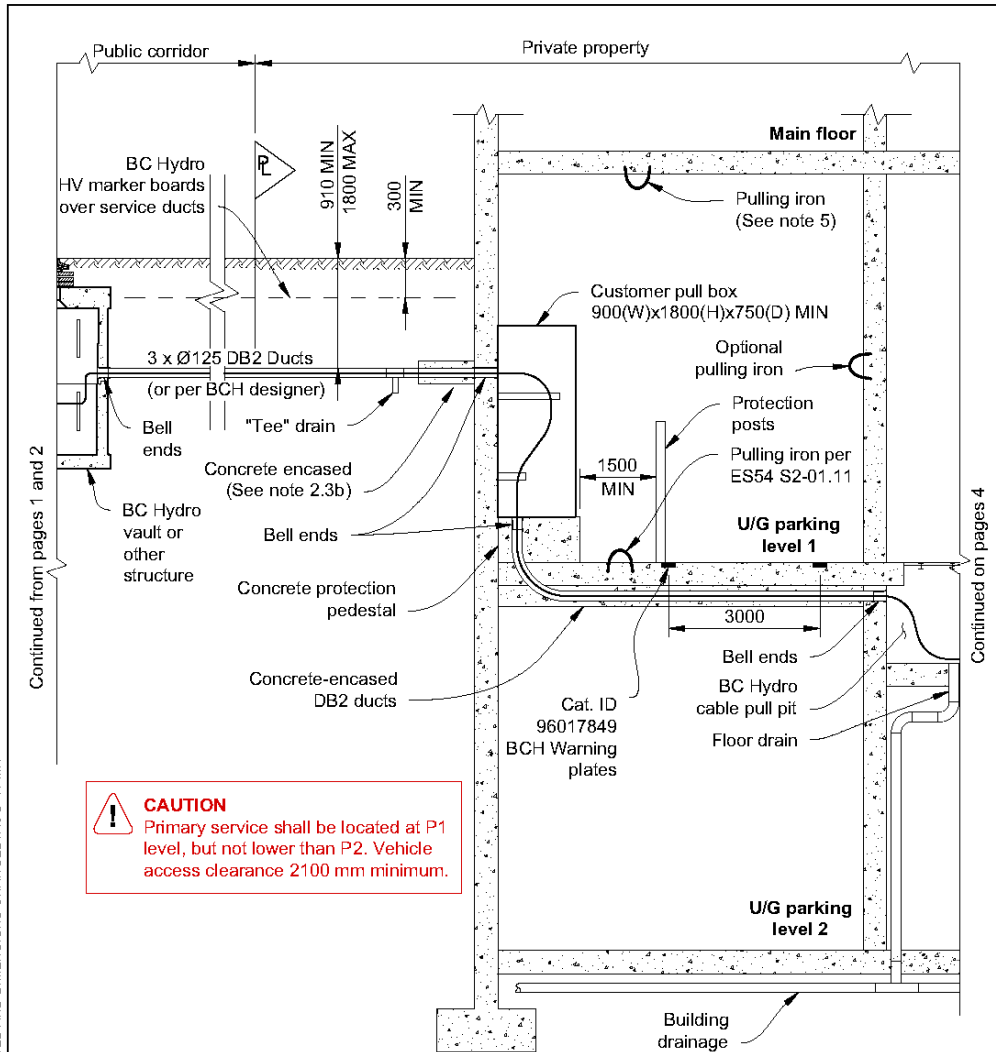 Public corridor
Private property
Main floor
BC Hydro
HV marker boards
over service ducts
PL
910 MIN
1800 MAX
300
MIN
Pulling iron
(See note 5)
Customer pull box
900(W)x1800(H)x750(D) MIN
Optional
pulling iron
3 x Ø125 DB2 Ducts
(or per BCH designer)
Bell
ends
"Tee" drain
Protection
posts
Concrete encased
(See note 2.3b)
1500
MIN
Pulling iron per
ES54 S2-01.11
BC Hydro
vault or
other
structure
Bell ends
U/G parking
level 1
Concrete protection
pedestal
Continued from pages 1 and 2
Continued on pages 4
3000
Bell ends
Concrete-encased
DB2 ducts
BC Hydro
cable pull pit
Cat. ID
96017849
BCH Warning
plates
Floor drain
! CAUTION
Primary service shall be located at P1
level, but not lower than P2. Vehicle
access clearance 2100 mm minimum.
U/G parking
level 2
Building
drainage